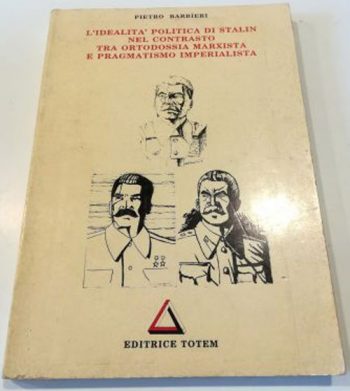 PIETRO BARBIERI
L'IDEALITA' POLITICA DI STALIN
NEL CONTRASTO
TRA ORTODOSSIA MARXISTA
E PRAGMATISMO IMPERIALISTA
EDITRICE TOTEM